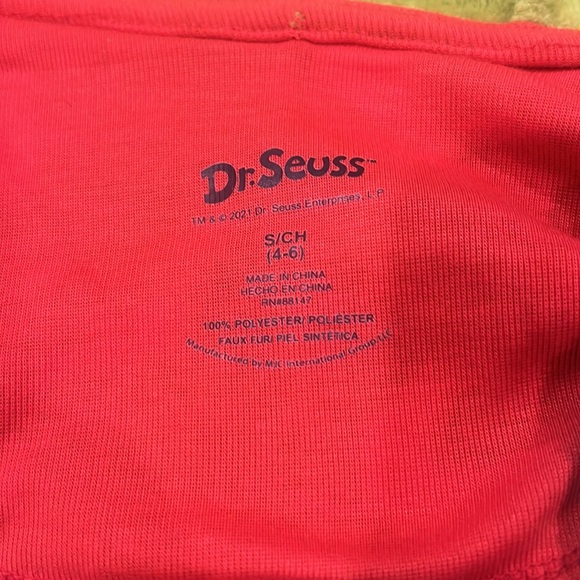 Dr. Seuss™
TM & © 2021 Dr. Seuss Enterprises, L.P.
S/CH
(4-6)
MADE IN CHINA
HECHO EN CHINA
RN#88147
100% POLYESTER/ POLIESTER
FAUX FUR/ PIEL SINTETICA
Manufactured by MJC International Group LLC